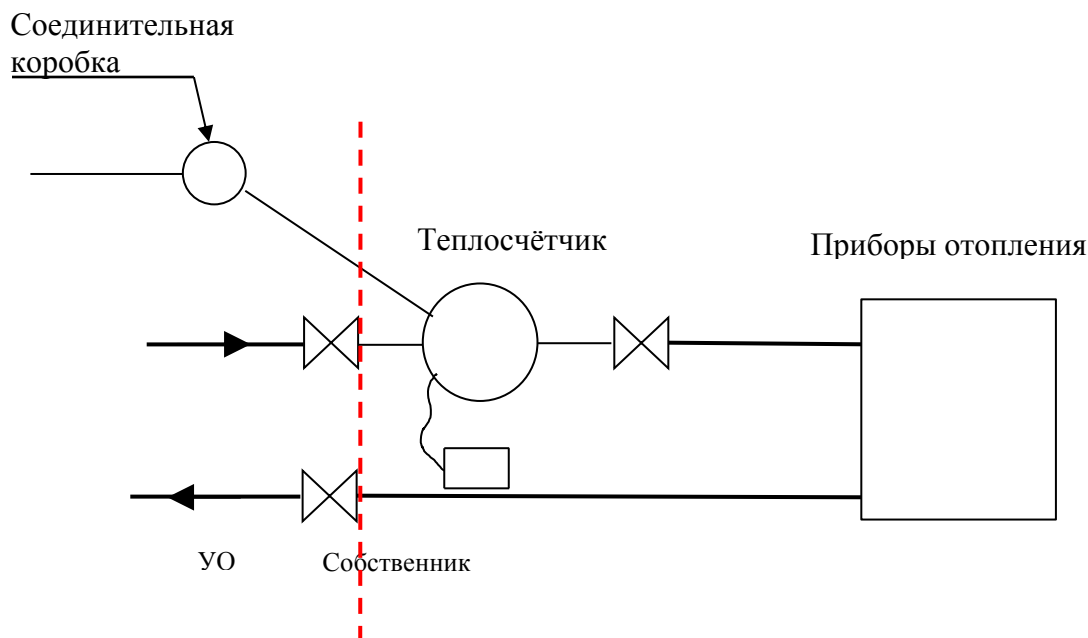 Соединительная
коробка
Теплосчётчик
Приборы отопления
УО
Собственник